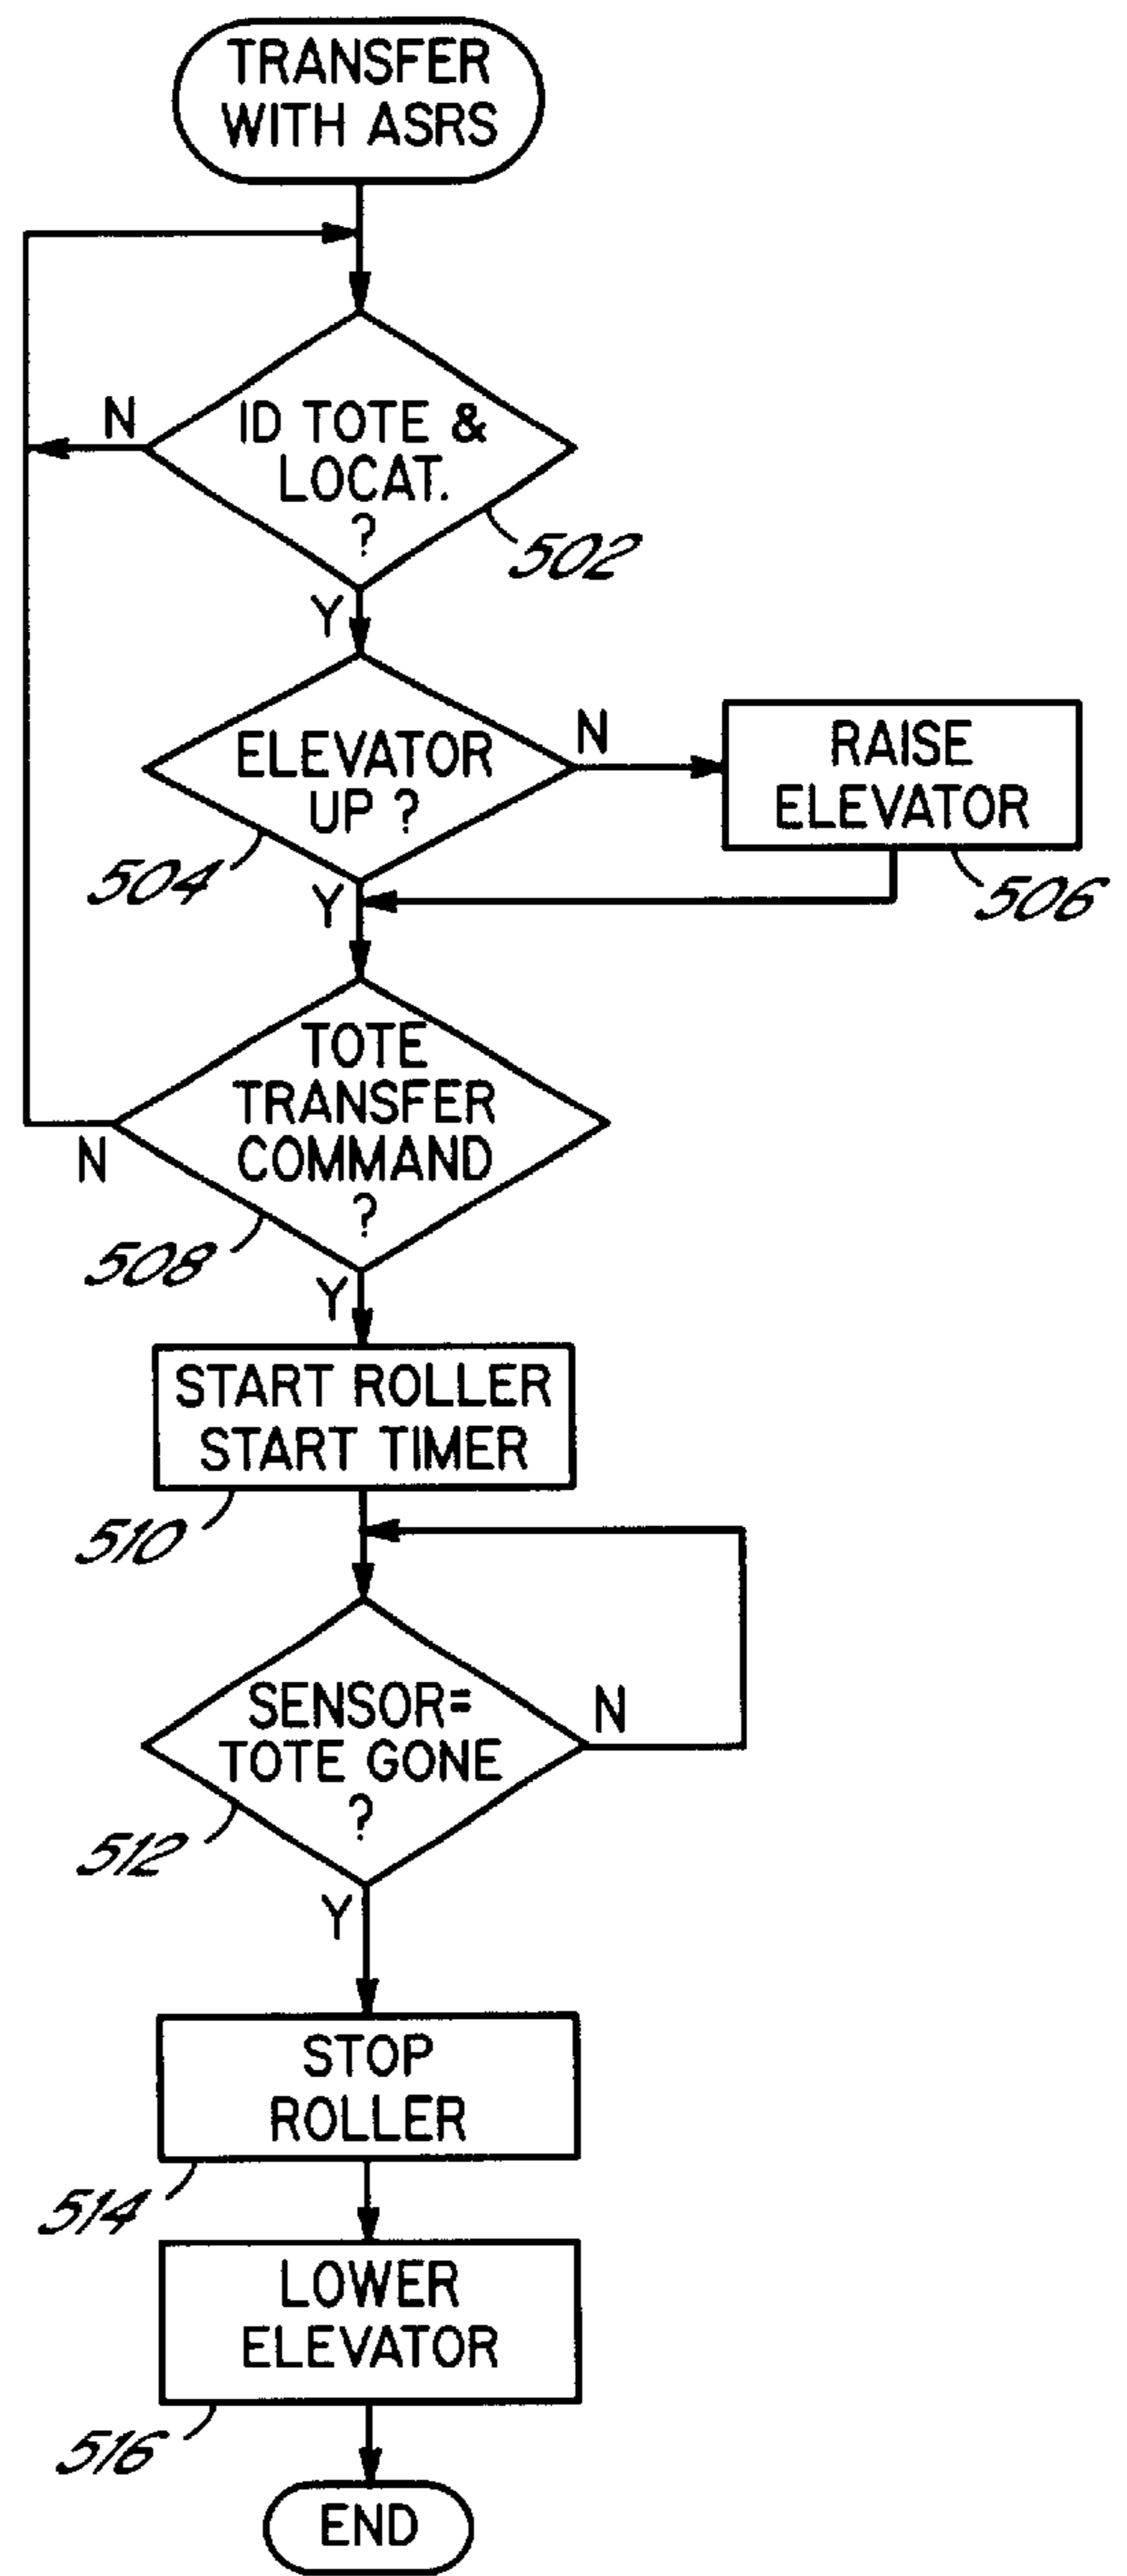 TRANSFER
WITH ASRS
N
ID TOTE &
LOCAT.
?
502
Y
ELEVATOR
UP ?
N
504
RAISE
ELEVATOR
506
Y
TOTE
TRANSFER
COMMAND
?
N
508
Y
START ROLLER
START TIMER
510
SENSOR=
TOTE GONE
?
N
512
Y
STOP
ROLLER
514
LOWER
ELEVATOR
516
END